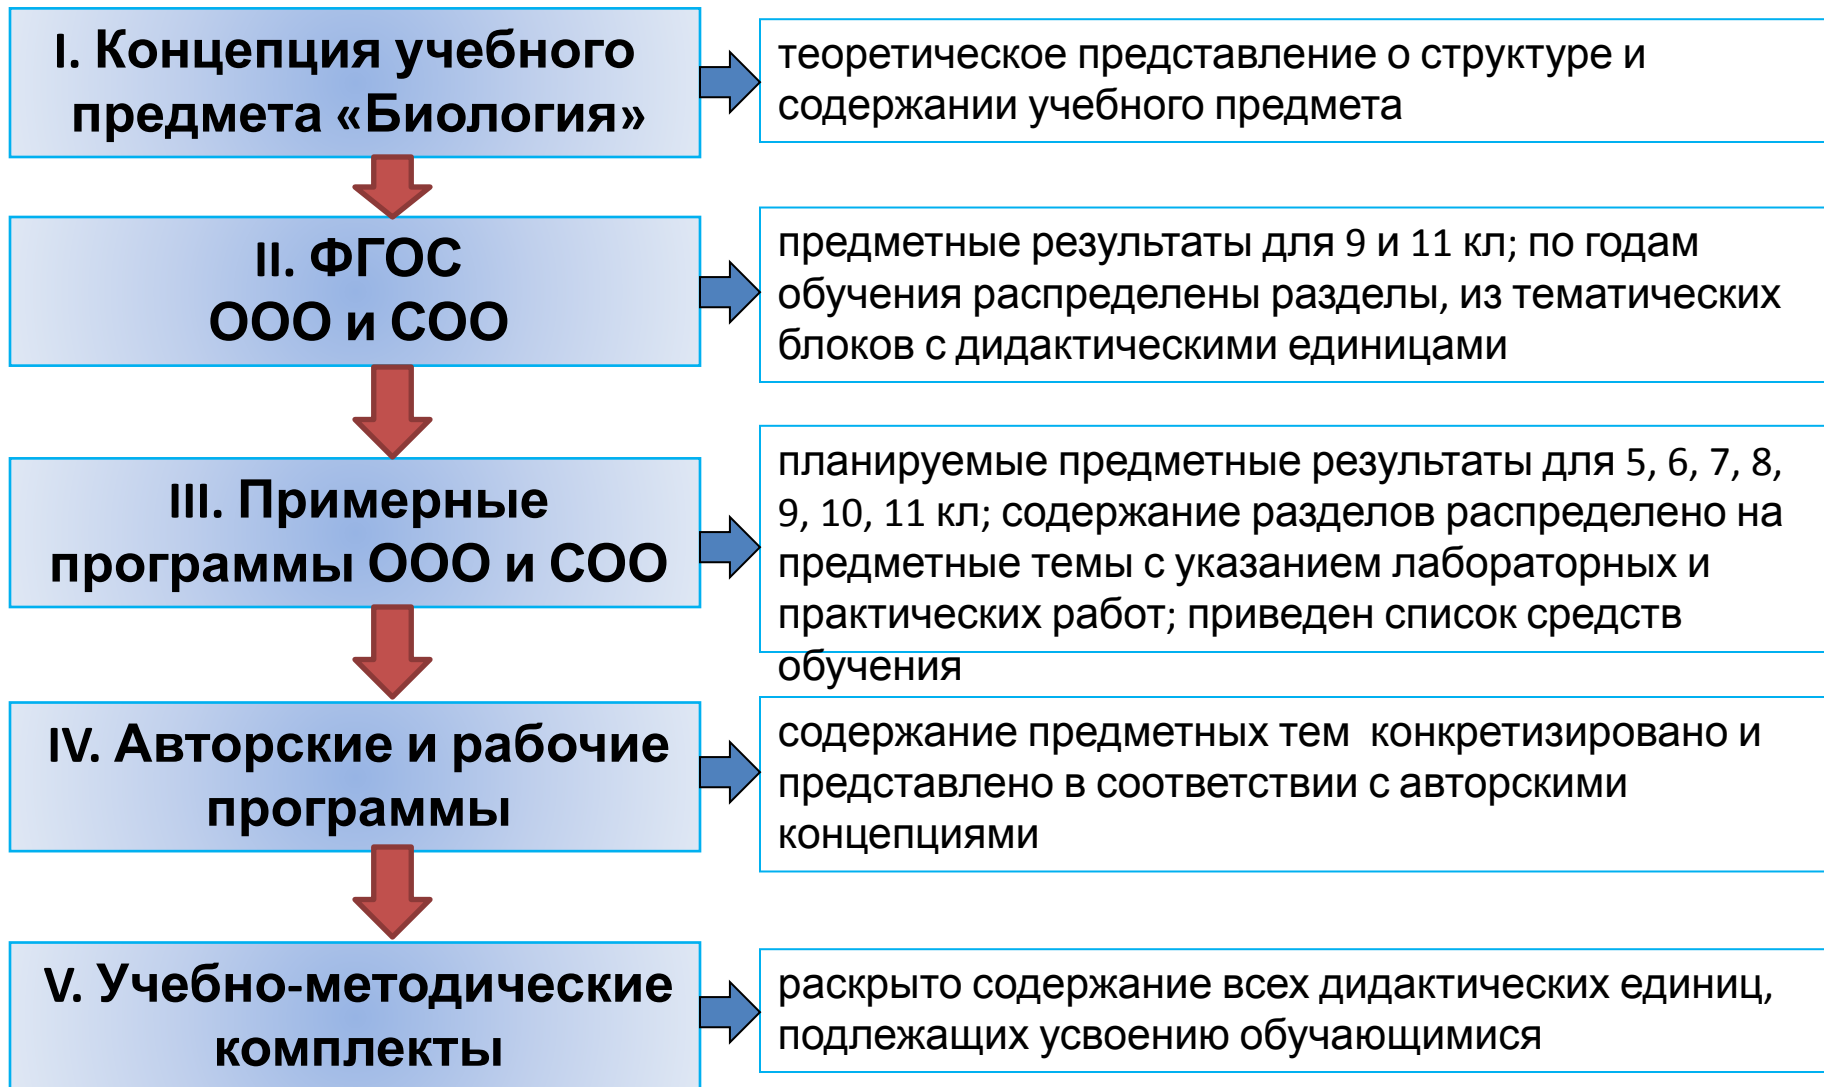 I. Концепция учебного
предмета «Биология»
теоретическое представление о структуре и
содержании учебного предмета
II. ФГОС
ООО и СОО
предметные результаты для 9 и 11 кл; по годам
обучения распределены разделы, из тематических
блоков с дидактическими единицами
III. Примерные
программы ООО и СОО
планируемые предметные результаты для 5, 6, 7, 8,
9, 10, 11 кл; содержание разделов распределено на
предметные темы с указанием лабораторных и
практических работ; приведен список средств
обучения
IV. Авторские и рабочие
программы
содержание предметных тем  конкретизировано и
представлено в соответствии с авторскими
концепциями
V. Учебно-методические
комплекты
раскрыто содержание всех дидактических единиц,
подлежащих усвоению обучающимися